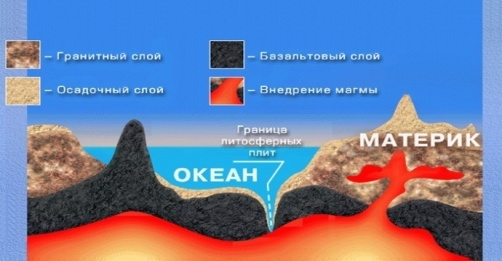 – Гранитный слой
– Базальтовый слой
– Осадочный слой
– Внедрение магмы
Граница
литосферных
плит
МАТЕРИК
ОКЕАН